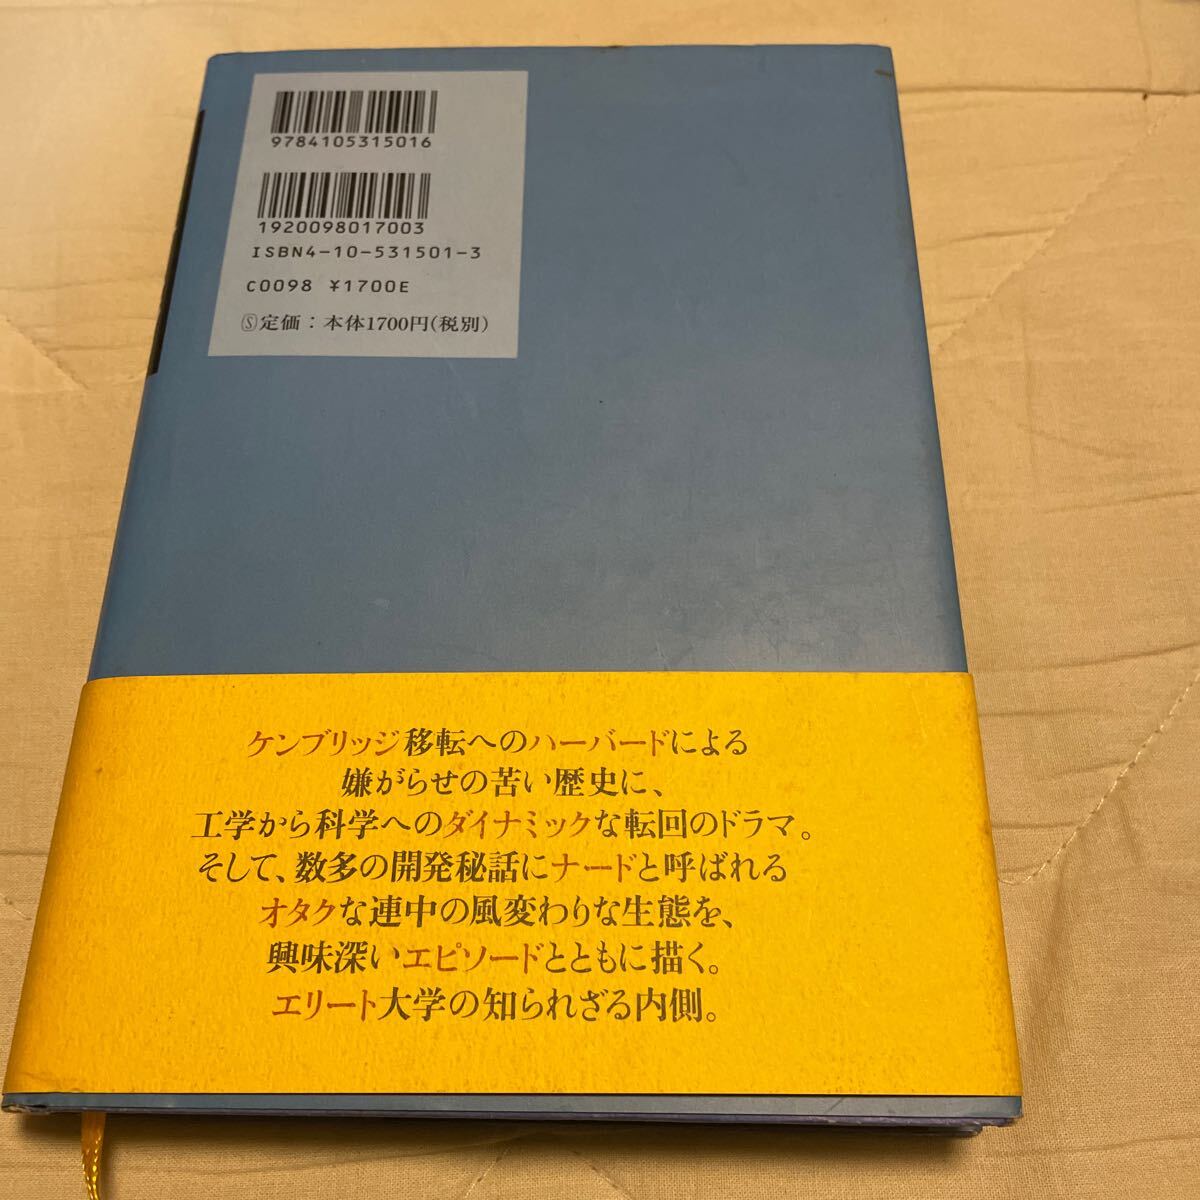 9784105315016
1920098017003
ISBN4-10-531501-3
C0098 ¥1700E
Ⓢ定価：本体1700円(税別)
ケンブリッジ移転へのハーバードによる
嫌がらせの苦い歴史に、
工学から科学へのダイナミックな転回のドラマ。
そして、数多の開発秘話にナードと呼ばれる
オタクな連中の風変わりな生態を、
興味深いエピソードとともに描く。
エリート大学の知られざる内側。